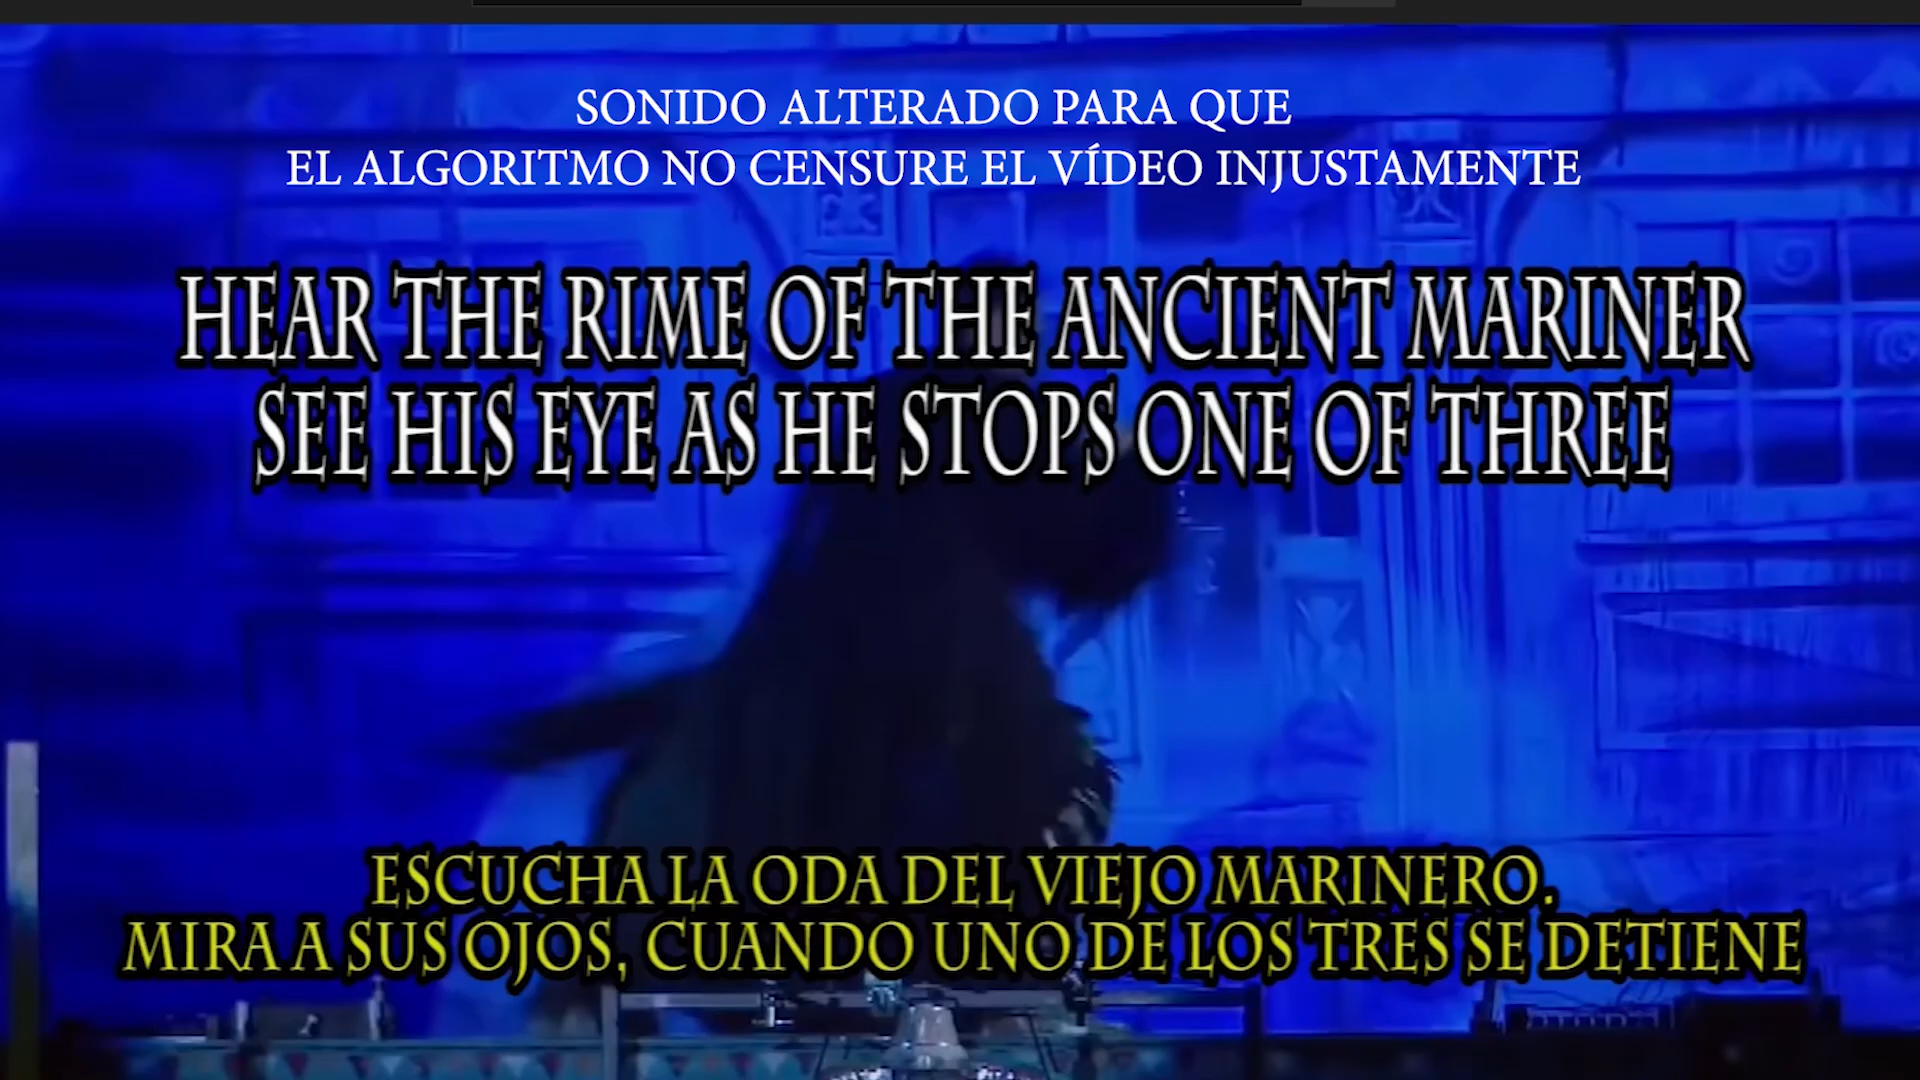 SONIDO ALTERADO PARA QUE
EL ALGORITMO NO CENSURE EL VÍDEO INJUSTAMENTE
HEAR THE RIME OF THE ANCIENT MARINER
SEE HIS EYE AS HE STOPS ONE OF THREE
ESCUCHA LA ODA DEL VIEJO MARINERO.
MIRA A SUS OJOS, CUANDO UNO DE LOS TRES SE DETIENE